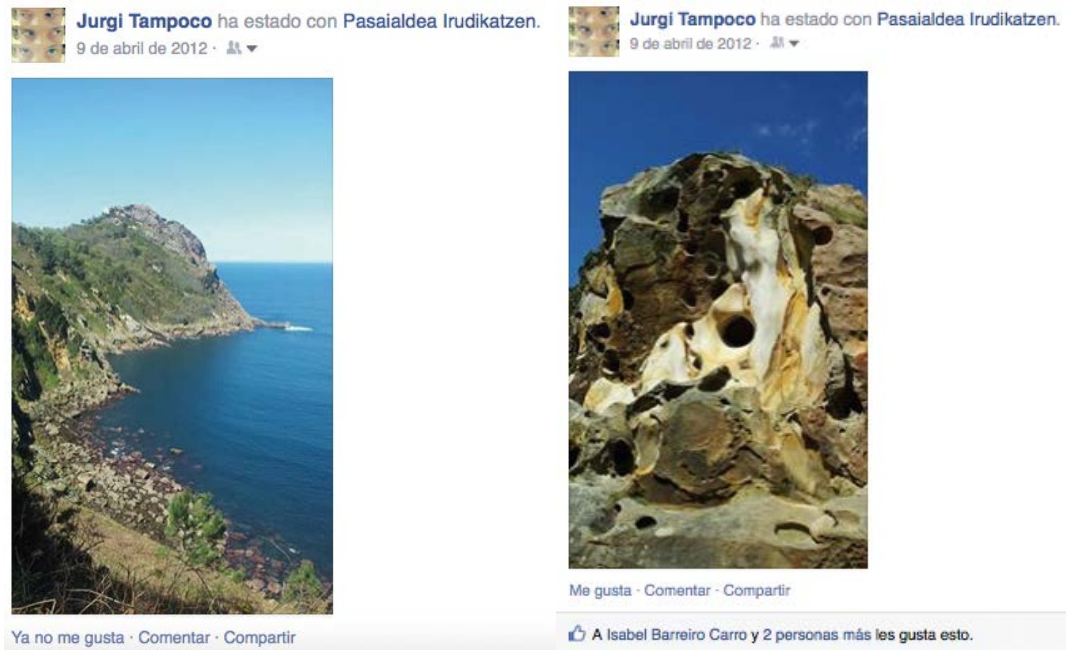 Jurgi Tampoco ha estado con Pasaialdea Irudikatzen.
9 de abril de 2012 ·
Ya no me gusta · Comentar · Compartir
Jurgi Tampoco ha estado con Pasaialdea Irudikatzen.
9 de abril de 2012 ·
Me gusta · Comentar · Compartir
A Isabel Barreiro Carro y 2 personas más les gusta esto.